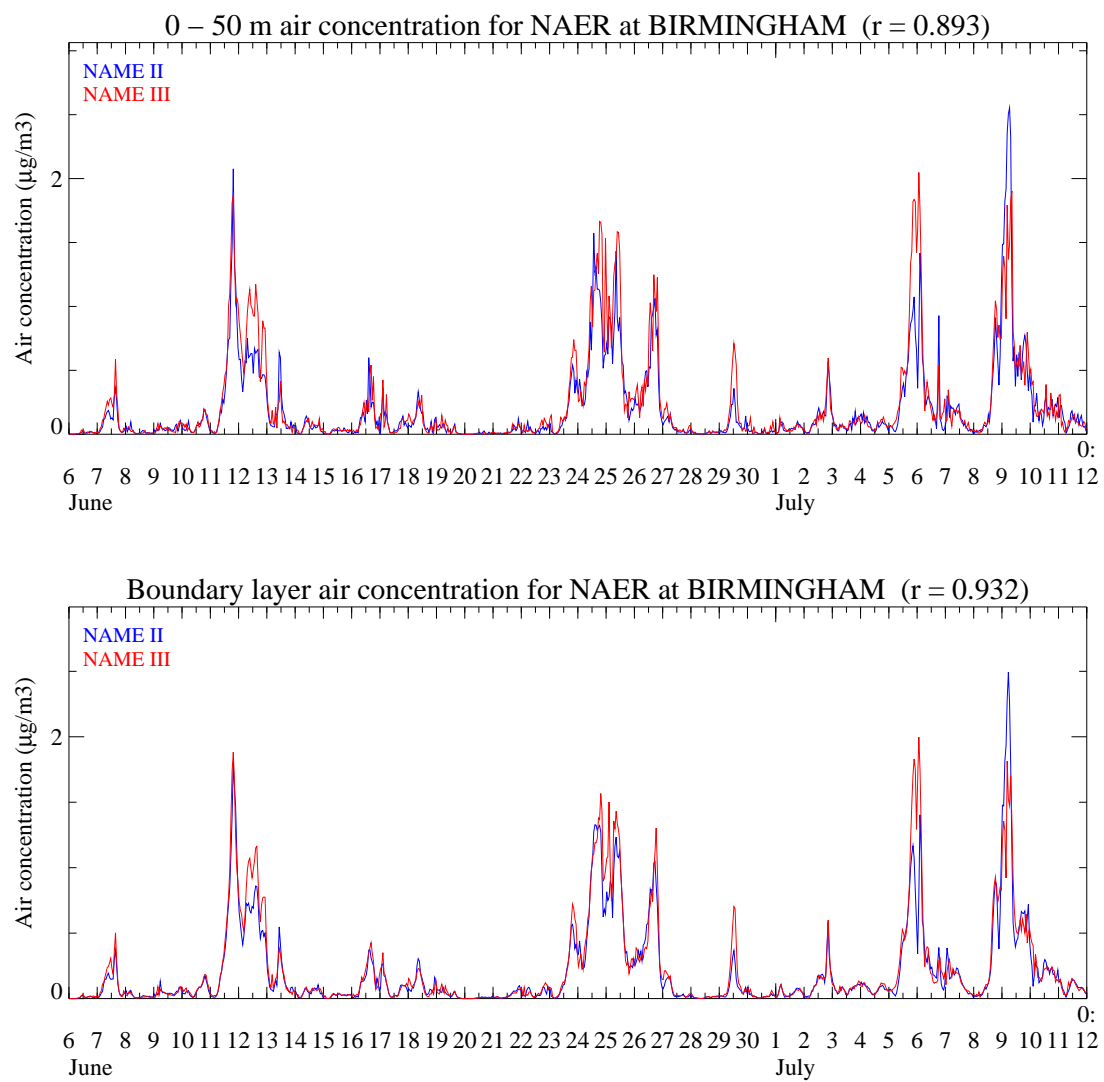 0 – 50 m air concentration for NAER at BIRMINGHAM (r = 0.893)
NAME II
NAME III
Air concentration (µg/m3)
2
0
0:
6 7 8 9 10 11 12 13 14 15 16 17 18 19 20 21 22 23 24 25 26 27 28 29 30 1 2 3 4 5 6 7 8 9 10 11 12
June July
Boundary layer air concentration for NAER at BIRMINGHAM (r = 0.932)
NAME II
NAME III
Air concentration (µg/m3)
2
0
0:
6 7 8 9 10 11 12 13 14 15 16 17 18 19 20 21 22 23 24 25 26 27 28 29 30 1 2 3 4 5 6 7 8 9 10 11 12
June July